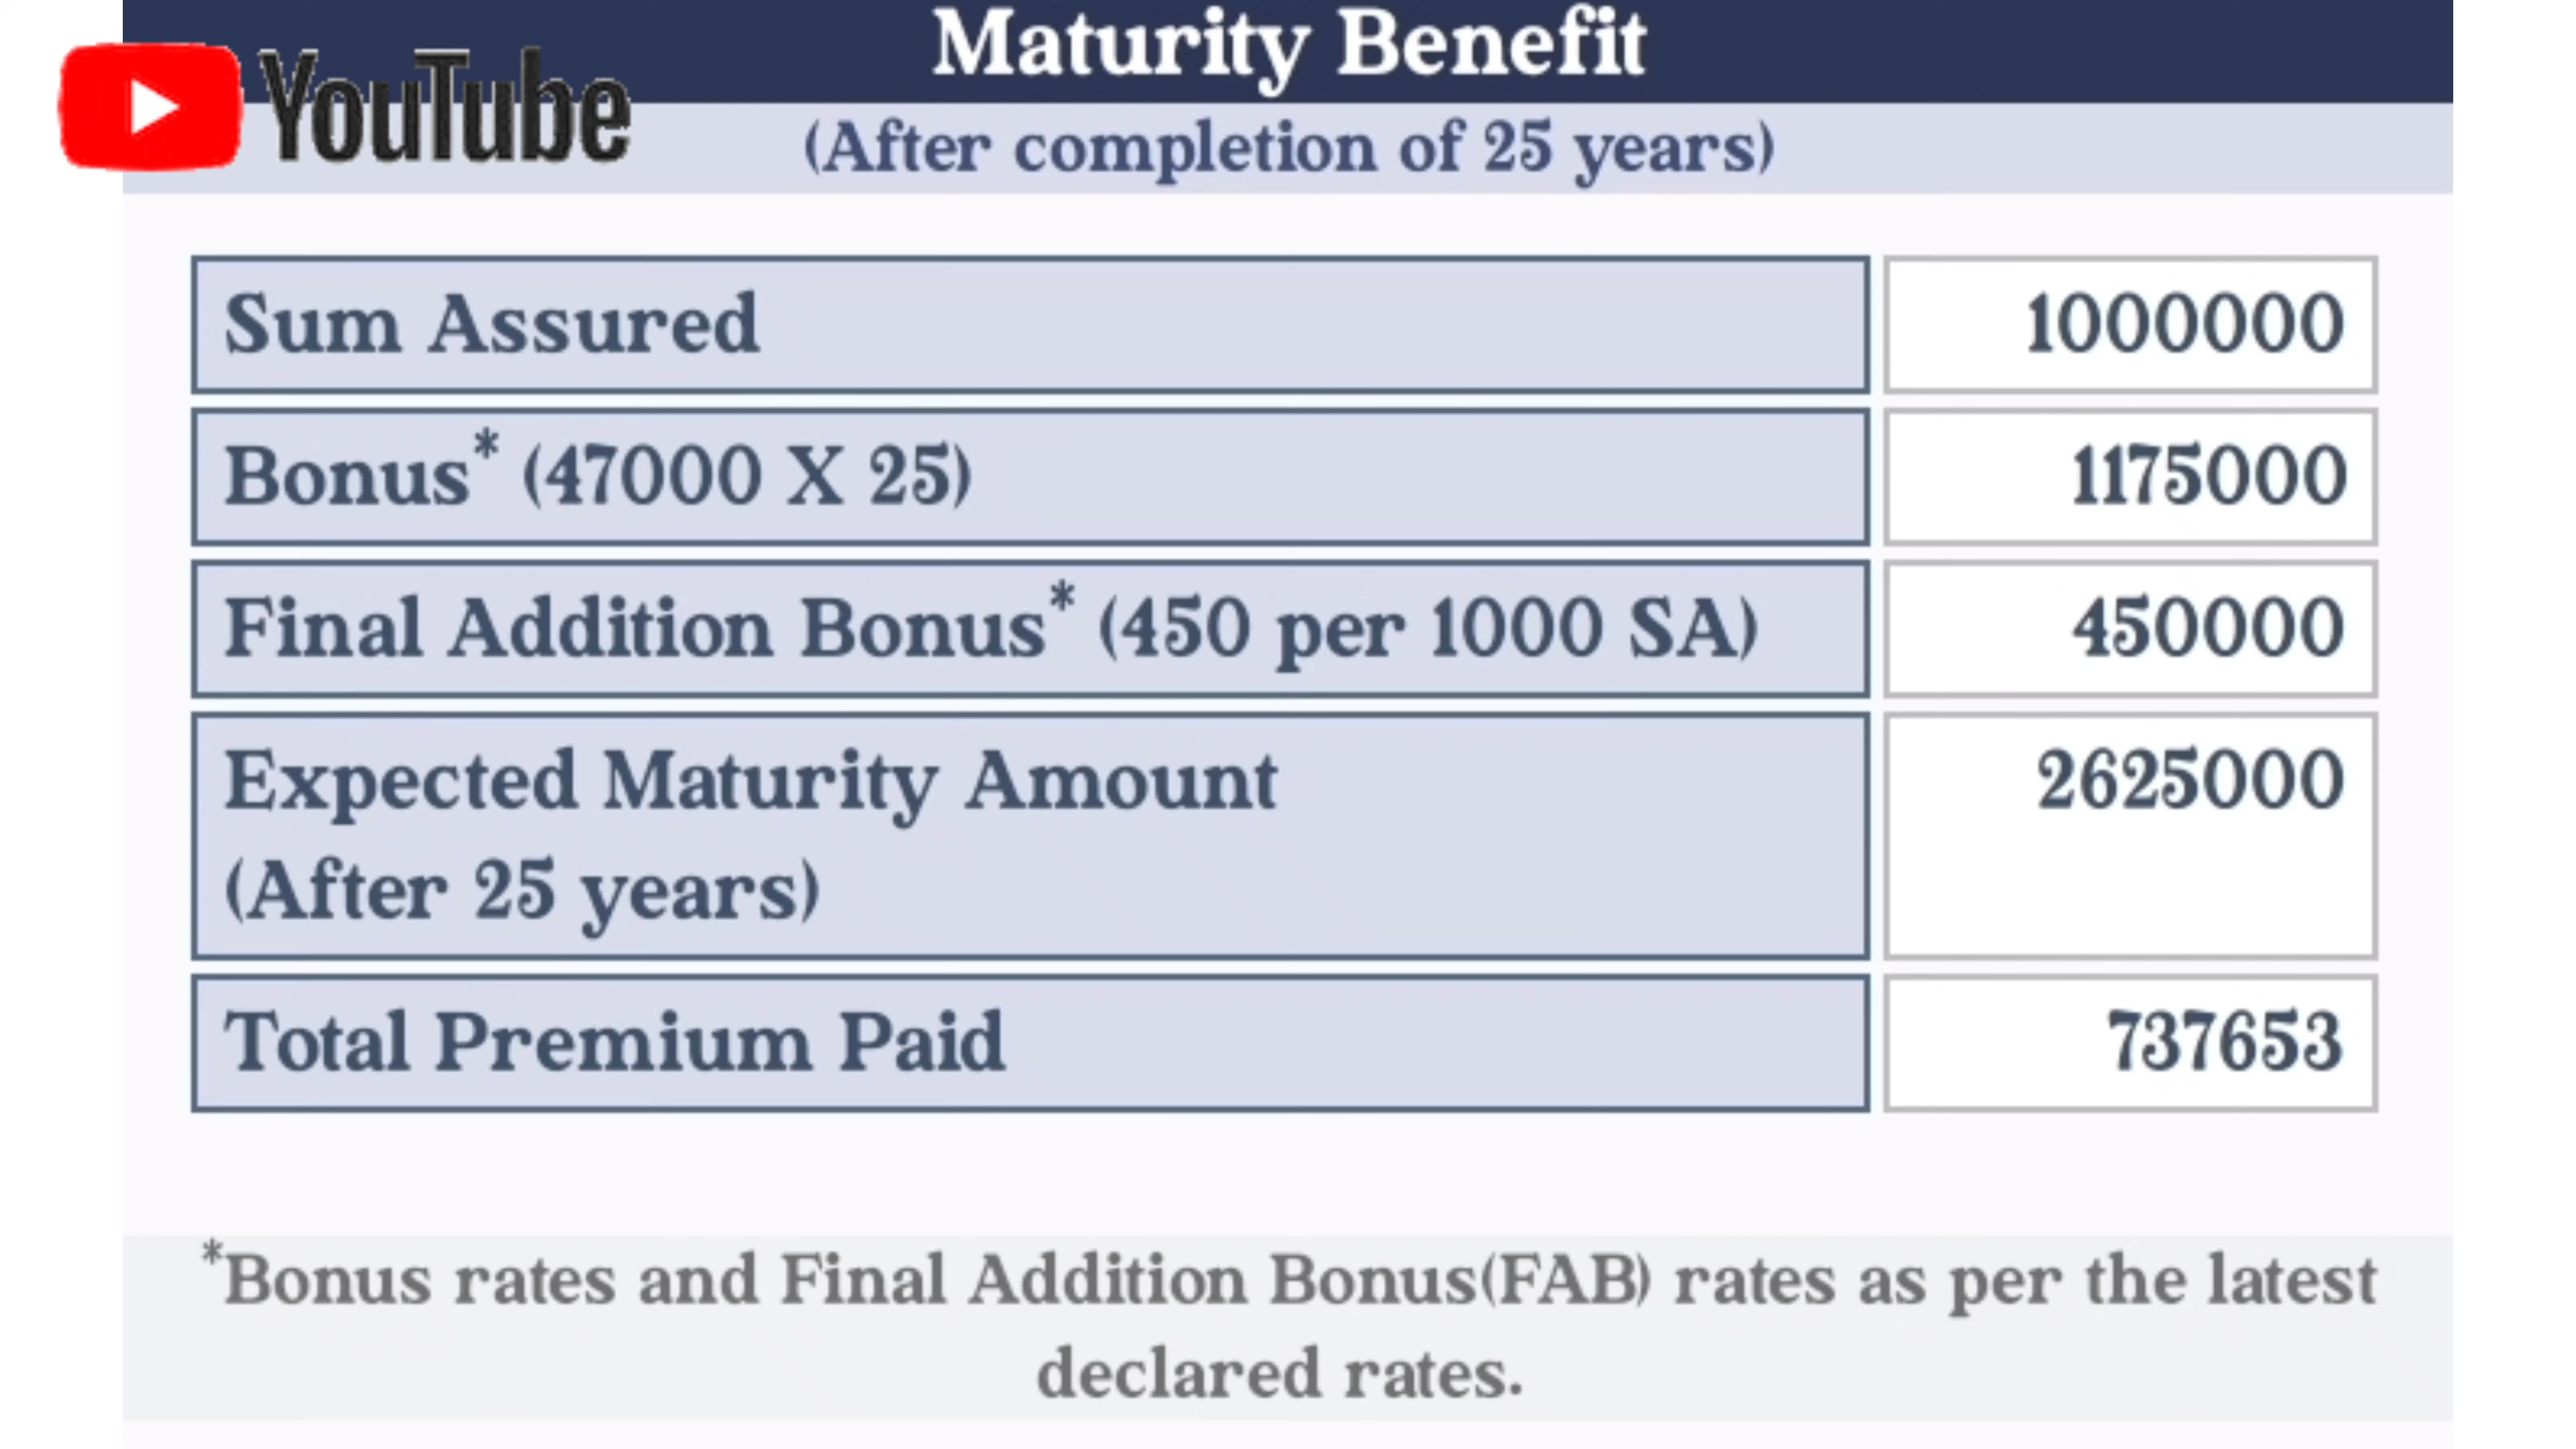 Maturity Benefit
YouTube
(After completion of 25 years)
Sum Assured 1000000
Bonus* (47000 X 25) 1175000
Final Addition Bonus* (450 per 1000 SA) 450000
Expected Maturity Amount 2625000
(After 25 years)
Total Premium Paid 737653
*Bonus rates and Final Addition Bonus(FAB) rates as per the latest
declared rates.